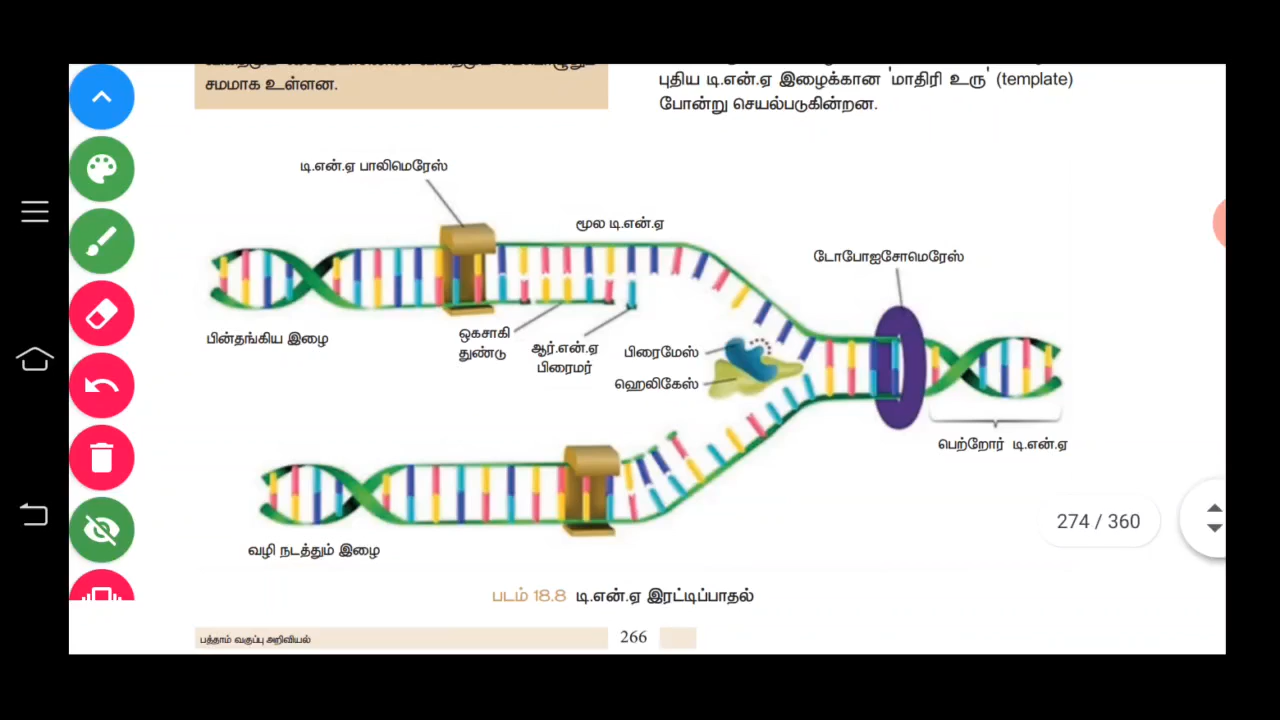 சமமாக உள்ளன.
புதிய டி.என்.ஏ இழைக்கான 'மாதிரி உரு' (template)
போன்று செயல்படுகின்றன.
டி.என்.ஏ பாலிமெரேஸ்
மூல டி.என்.ஏ
டோபோஐசோமெரேஸ்
பின்தங்கிய இழை
ஒகசாகி
துண்டு
ஆர்.என்.ஏ
பிரைமர்
பிரைமேஸ்
ஹெலிகேஸ்
பெற்றோர் டி.என்.ஏ
வழி நடத்தும் இழை
274 / 360
படம் 18.8 டி.என்.ஏ இரட்டிப்பாதல்
பத்தாம் வகுப்பு அறிவியல்
266